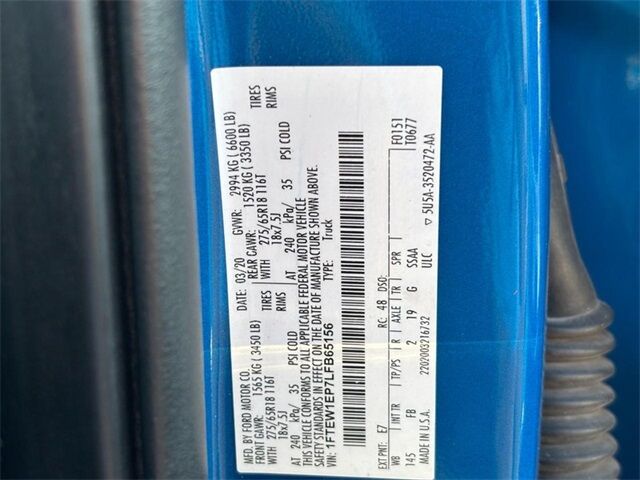 MFD. BY FORD MOTOR CO.
DATE: 03/20 GVWR: 2994 KG ( 6600 LB)
FRONT GAWR: 1565 KG ( 3450 LB) REAR GAWR: 1520 KG ( 3350 LB)
WITH 275/65R18 116T TIRES WITH 275/65R18 116T TIRES
18x7.5J RIMS 18x7.5J RIMS
AT 240 kPa/ 35 PSI COLD AT 240 kPa/ 35 PSI COLD
THIS VEHICLE CONFORMS TO ALL APPLICABLE FEDERAL MOTOR VEHICLE
SAFETY STANDARDS IN EFFECT ON THE DATE OF MANUFACTURE SHOWN ABOVE.
VIN: 1FTEW1EP7LFB65156 TYPE: Truck
EXT PNT: E7 RC: 48 DSO: F0151
WB INT TR TP/PS R AXLE TR SPR T0677
145 FB 2 19 G SSAA
MADE IN U.S.A. 2202003216732 ULC ▽ 5U5A-3520472-AA